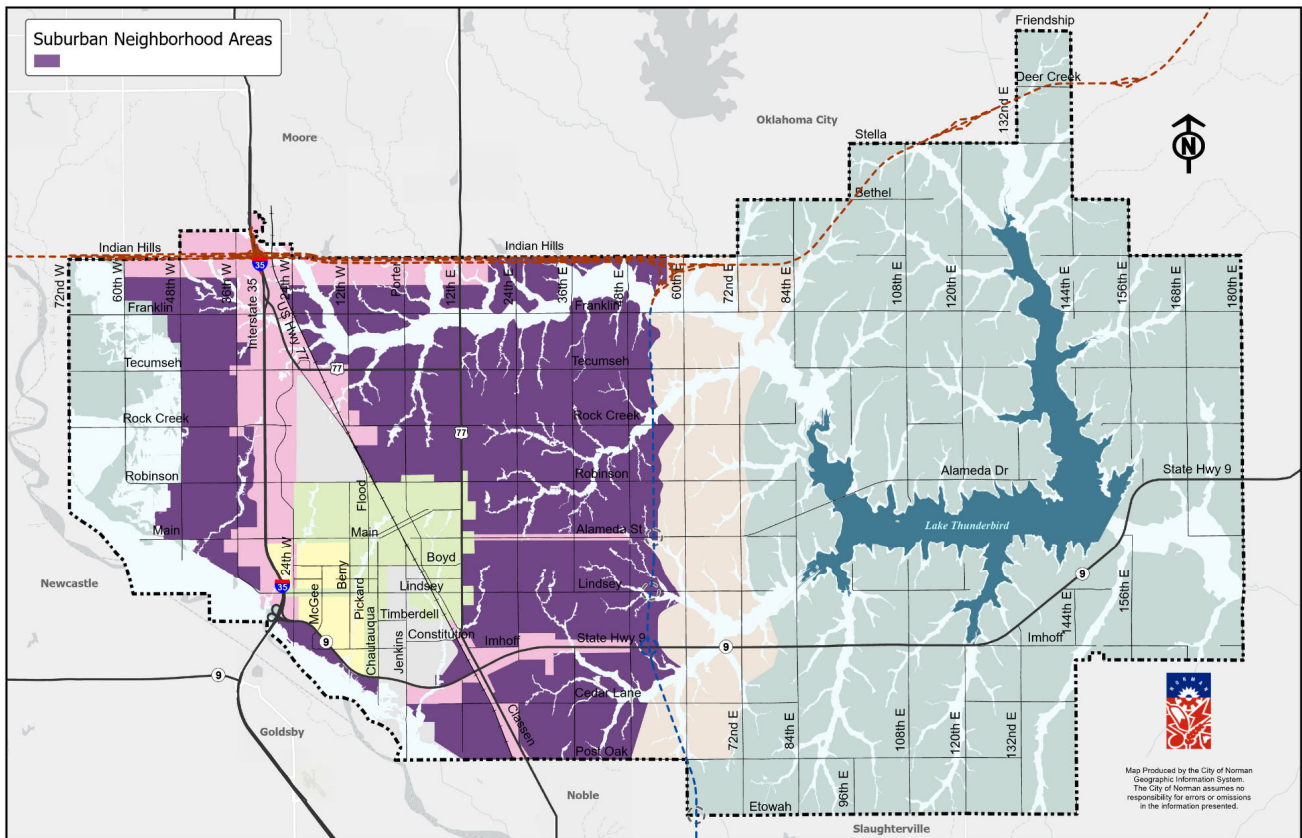 Suburban Neighborhood Areas
Friendship
Deer Creek
132nd E
Oklahoma City
Moore
Stella
N
Bethel
Indian Hills
Indian Hills
72nd W
60th W
48th W
36th W
35
Interstate 35
24th W
US Hwy 77
12th W
Porter
12th E
24th E
36th E
48th E
60th E
72nd E
84th E
108th E
120th E
144th E
156th E
168th E
180th E
Franklin
Franklin
Tecumseh
77
Tecumseh
Rock Creek
Rock Creek
77
Robinson
Robinson
Alameda Dr
State Hwy 9
Flood
Main
Main
Alameda St
Lake Thunderbird
Boyd
Newcastle
24th W
35
McGee
Berry
Pickard
Lindsey
Lindsey
9
156th E
144th E
Chautauqua
Timberdell
Jenkins
Constitution
Imhoff
State Hwy 9
9
9
Imhoff
9
Cedar Lane
Goldsby
Classen
Post Oak
72nd E
84th E
108th E
120th E
132nd E
NORMAN
Noble
96th E
Etowah
Slaughterville
Map Produced by the City of Norman
Geographic Information System.
The City of Norman assumes no
responsibility for errors or omissions
in the information presented.